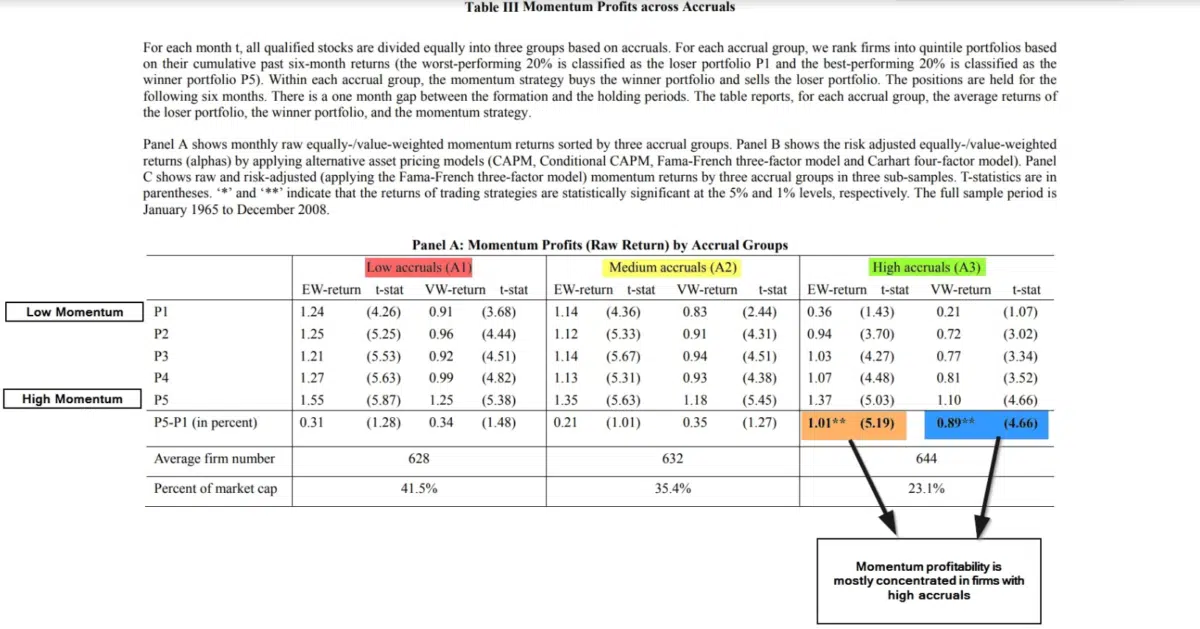 Table III Momentum Profits across Accruals
For each month t, all qualified stocks are divided equally into three groups based on accruals. For each accrual group, we rank firms into quintile portfolios based
on their cumulative past six-month returns (the worst-performing 20% is classified as the loser portfolio P1 and the best-performing 20% is classified as the
winner portfolio P5). Within each accrual group, the momentum strategy buys the winner portfolio and sells the loser portfolio. The positions are held for the
following six months. There is a one month gap between the formation and the holding periods. The table reports, for each accrual group, the average returns of
the loser portfolio, the winner portfolio, and the momentum strategy.
Panel A shows monthly raw equally-/value-weighted momentum returns sorted by three accrual groups. Panel B shows the risk adjusted equally-/value-weighted
returns (alphas) by applying alternative asset pricing models (CAPM, Conditional CAPM, Fama-French three-factor model and Carhart four-factor model). Panel
C shows raw and risk-adjusted (applying the Fama-French three-factor model) momentum returns by three accrual groups in three sub-samples. T-statistics are in
parentheses. ‘*’ and ‘**’ indicate that the returns of trading strategies are statistically significant at the 5% and 1% levels, respectively. The full sample period is
January 1965 to December 2008.
Panel A: Momentum Profits (Raw Return) by Accrual Groups
Low accruals (A1) Medium accruals (A2) High accruals (A3)
EW-return t-stat VW-return t-stat EW-return t-stat VW-return t-stat EW-return t-stat VW-return t-stat
Low Momentum P1 1.24 (4.26) 0.91 (3.68) 1.14 (4.36) 0.83 (2.44) 0.36 (1.43) 0.21 (1.07)
P2 1.25 (5.25) 0.96 (4.44) 1.12 (5.33) 0.91 (4.31) 0.94 (3.70) 0.72 (3.02)
P3 1.21 (5.53) 0.92 (4.51) 1.14 (5.67) 0.94 (4.51) 1.03 (4.27) 0.77 (3.34)
P4 1.27 (5.63) 0.99 (4.82) 1.13 (5.31) 0.93 (4.38) 1.07 (4.48) 0.81 (3.52)
High Momentum P5 1.55 (5.87) 1.25 (5.38) 1.35 (5.63) 1.18 (5.45) 1.37 (5.03) 1.10 (4.66)
P5-P1 (in percent) 0.31 (1.28) 0.34 (1.48) 0.21 (1.01) 0.35 (1.27) 1.01** (5.19) 0.89** (4.66)
Average firm number 628 632 644
Percent of market cap 41.5% 35.4% 23.1%
Momentum profitability is
mostly concentrated in firms with
high accruals